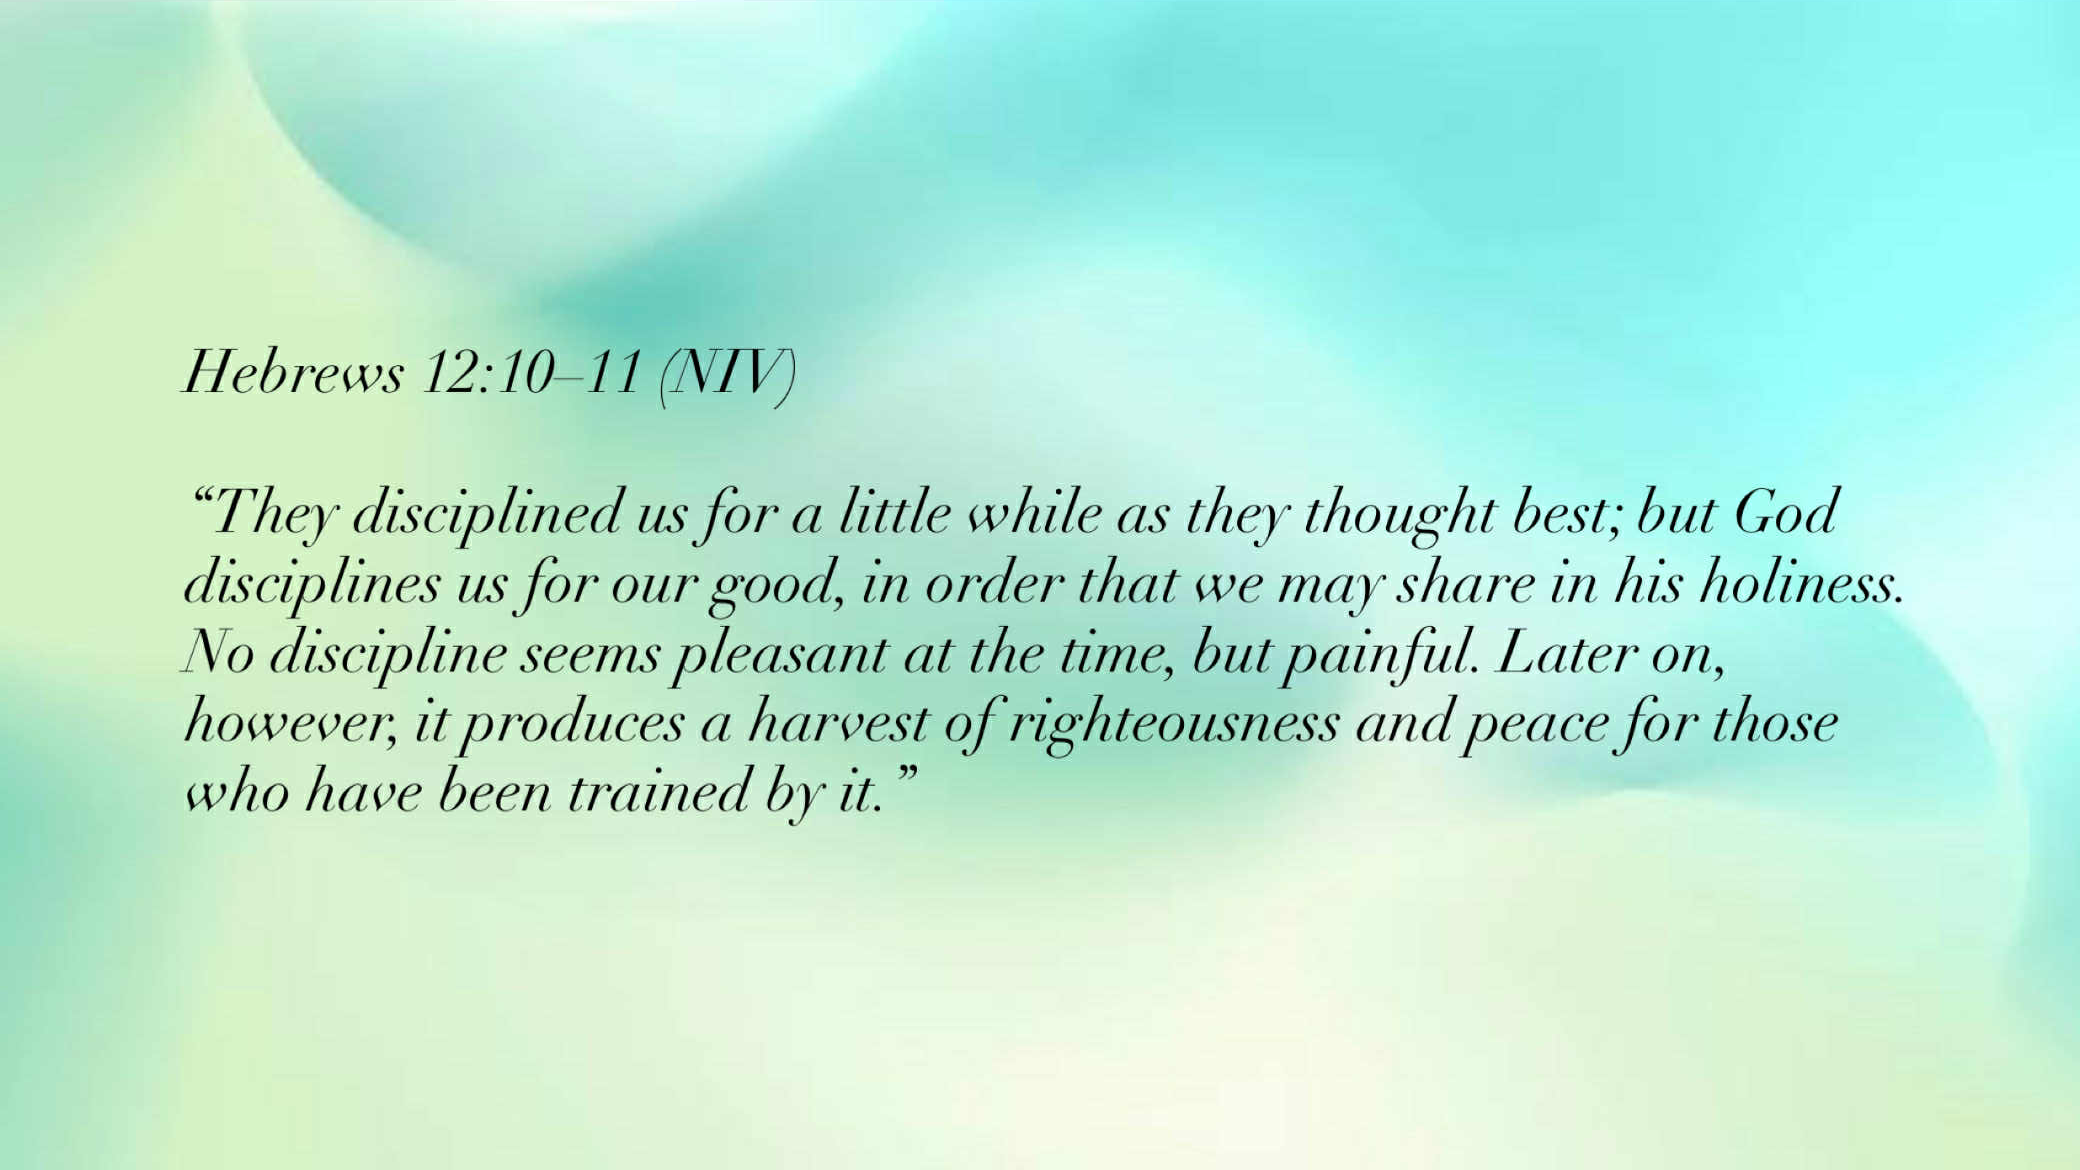 Hebrews 12:10–11 (NIV)
“They disciplined us for a little while as they thought best; but God
disciplines us for our good, in order that we may share in his holiness.
No discipline seems pleasant at the time, but painful. Later on,
however, it produces a harvest of righteousness and peace for those
who have been trained by it.”